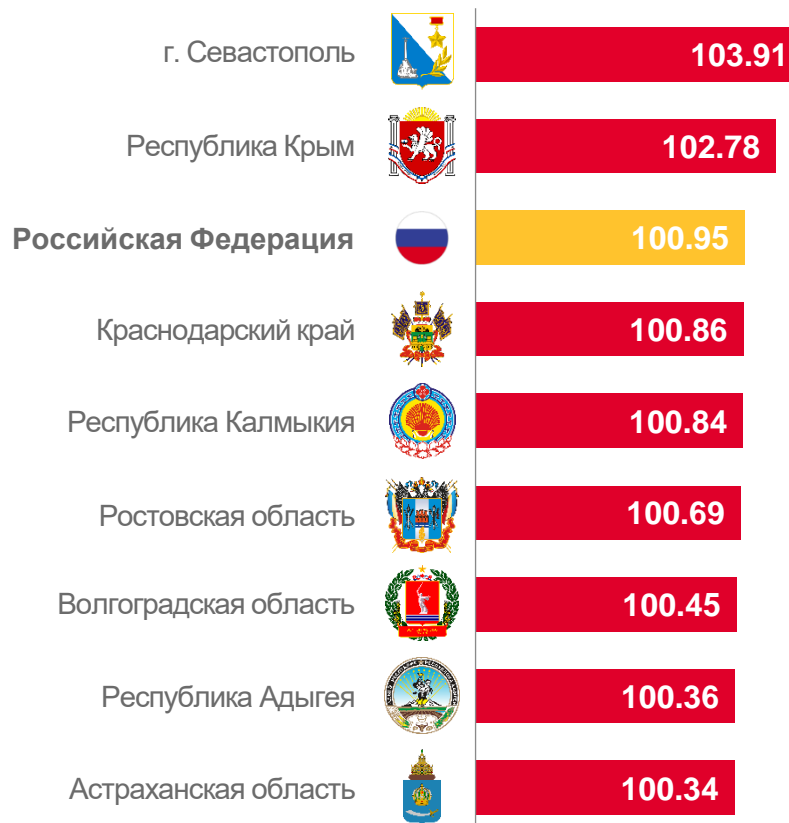 г. Севастополь 103.91
Республика Крым 102.78
Российская Федерация 100.95
Краснодарский край 100.86
Республика Калмыкия 100.84
Ростовская область 100.69
Волгоградская область 100.45
Республика Адыгея 100.36
Астраханская область 100.34